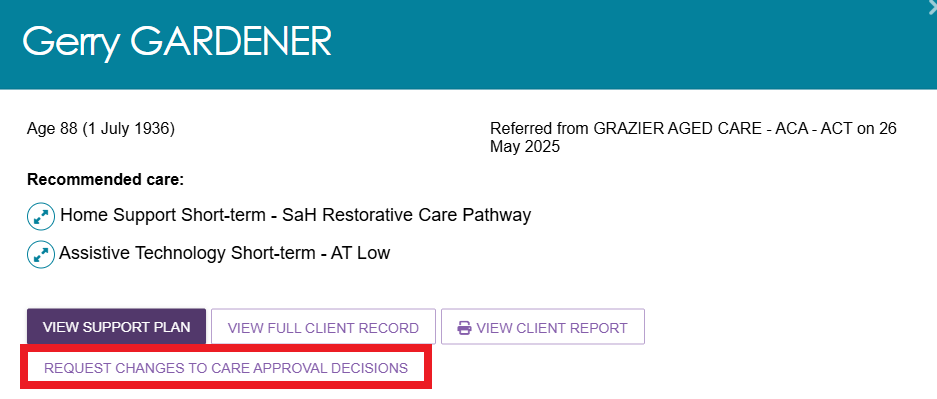 Gerry GARDENER
Age 88 (1 July 1936)
Referred from GRAZIER AGED CARE - ACA - ACT on 26
May 2025
Recommended care:
Home Support Short-term - SaH Restorative Care Pathway
Assistive Technology Short-term - AT Low
VIEW SUPPORT PLAN
VIEW FULL CLIENT RECORD
VIEW CLIENT REPORT
REQUEST CHANGES TO CARE APPROVAL DECISIONS